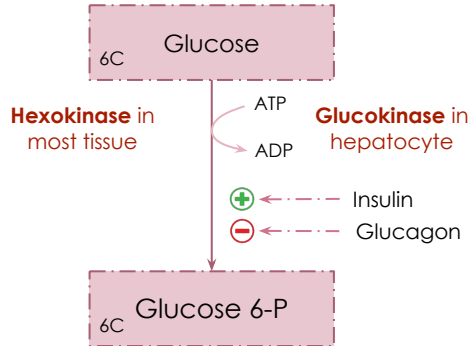 Glucose
6C
Hexokinase in
most tissue
ATP
ADP
Glucokinase in
hepatocyte
Insulin
Glucagon
Glucose 6-P
6C